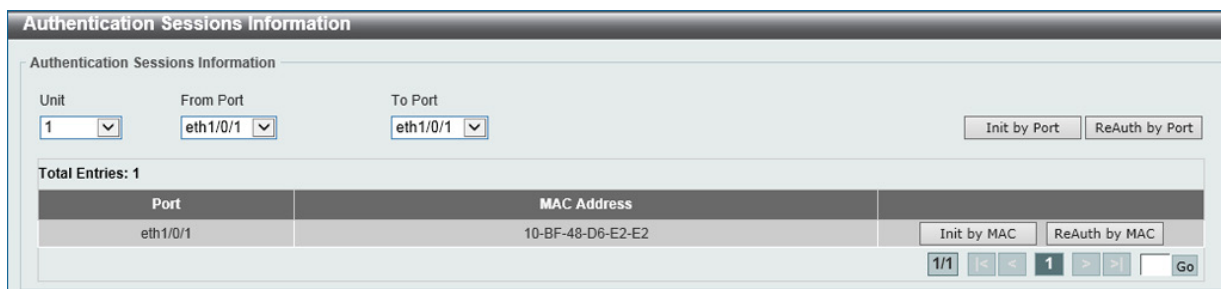 Authentication Sessions Information
Authentication Sessions Information
Unit From Port To Port
1 eth1/0/1 eth1/0/1 Init by Port ReAuth by Port
Total Entries: 1
Port MAC Address
eth1/0/1 10-BF-48-D6-E2-E2 Init by MAC ReAuth by MAC
1/1 |< < 1 > >| Go